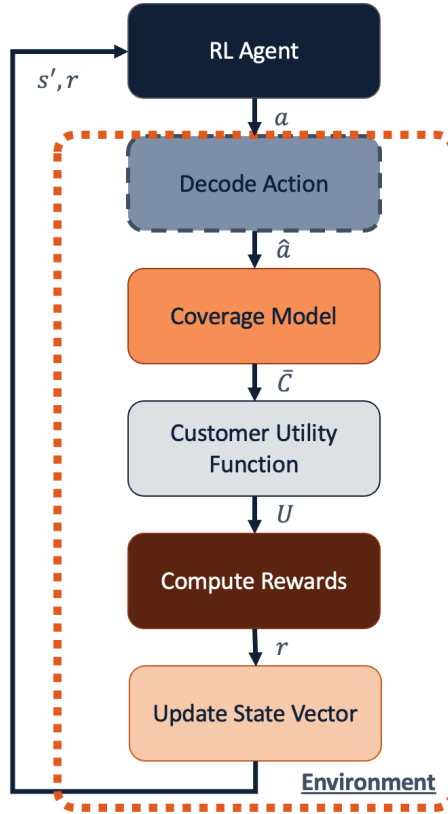 RL Agent
s′, r
a
Decode Action
â
Coverage Model
C̄
Customer Utility
Function
U
Compute Rewards
r
Update State Vector
Environment